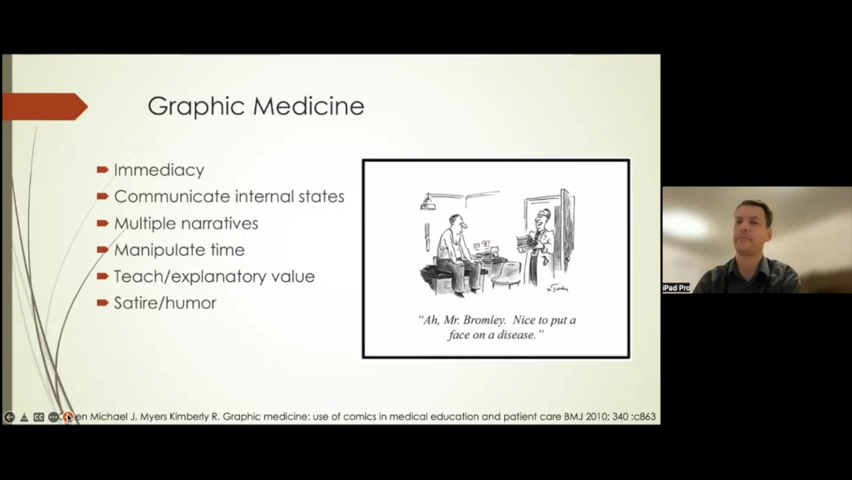 Graphic Medicine
Immediacy
Communicate internal states
Multiple narratives
Manipulate time
Teach/explanatory value
Satire/humor
"Ah, Mr. Bromley. Nice to put a
face on a disease."
Michael J. Myers Kimberly R. Graphic medicine: use of comics in medical education and patient care BMJ 2010; 340 :c863
iPad Pro
CC